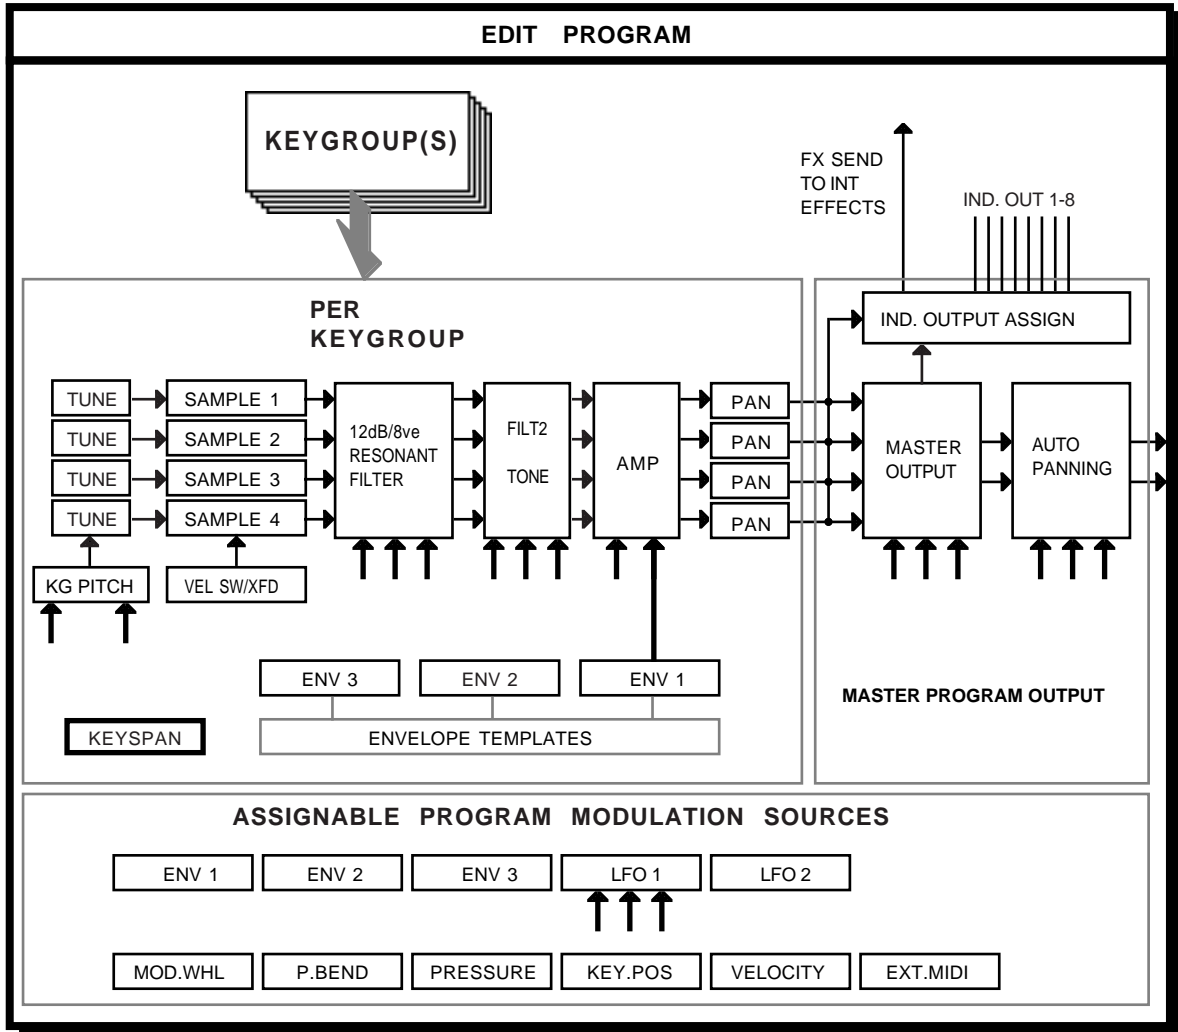 EDIT PROGRAM
KEYGROUP(S)
FX SEND
TO INT
EFFECTS
IND. OUT 1-8
PER
KEYGROUP
IND. OUTPUT ASSIGN
TUNE
SAMPLE 1
TUNE
SAMPLE 2
TUNE
SAMPLE 3
TUNE
SAMPLE 4
12dB/8ve
RESONANT
FILTER
FILT2
TONE
AMP
PAN
PAN
PAN
PAN
MASTER
OUTPUT
AUTO
PANNING
KG PITCH
VEL SW/XFD
ENV 3
ENV 2
ENV 1
MASTER PROGRAM OUTPUT
KEYSPAN
ENVELOPE TEMPLATES
ASSIGNABLE PROGRAM MODULATION SOURCES
ENV 1
ENV 2
ENV 3
LFO 1
LFO 2
MOD.WHL
P.BEND
PRESSURE
KEY.POS
VELOCITY
EXT.MIDI